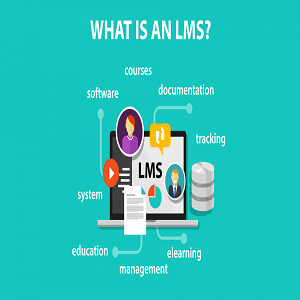 WHAT IS AN LMS?
courses
software
documentation
tracking
LMS
system
education
elearning
management